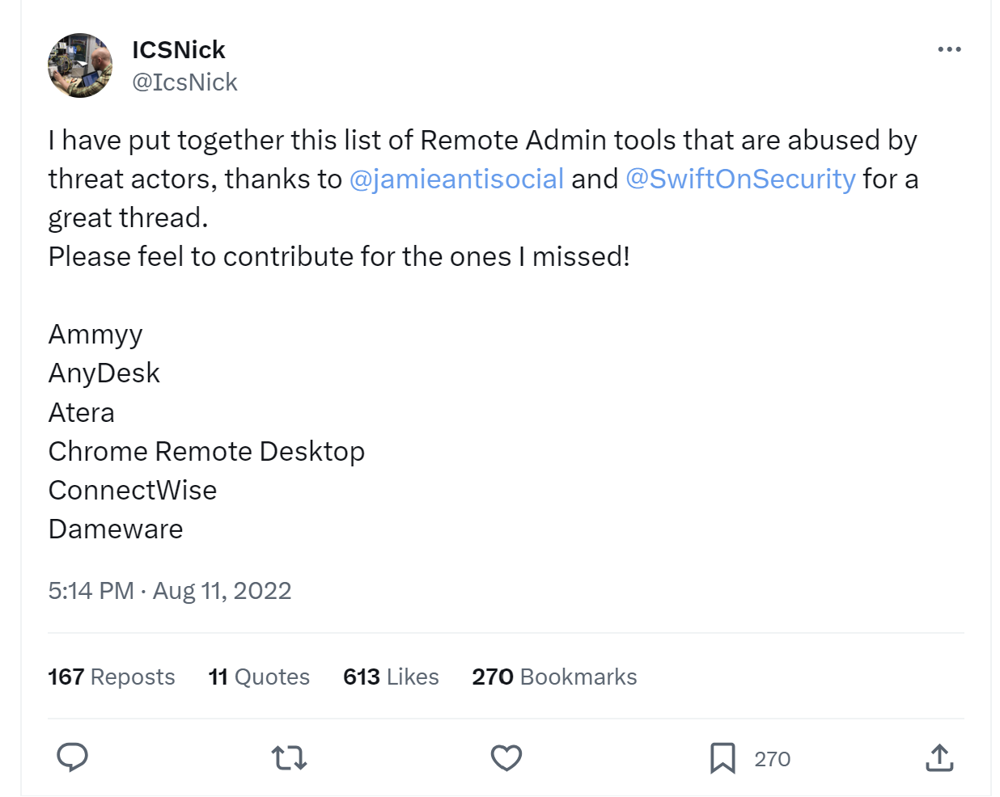 ICSNick
@IcsNick
I have put together this list of Remote Admin tools that are abused by
threat actors, thanks to @jamieantisocial and @SwiftOnSecurity for a
great thread.
Please feel to contribute for the ones I missed!
Ammyy
AnyDesk
Atera
Chrome Remote Desktop
ConnectWise
Dameware
5:14 PM · Aug 11, 2022
167 Reposts 11 Quotes 613 Likes 270 Bookmarks
270